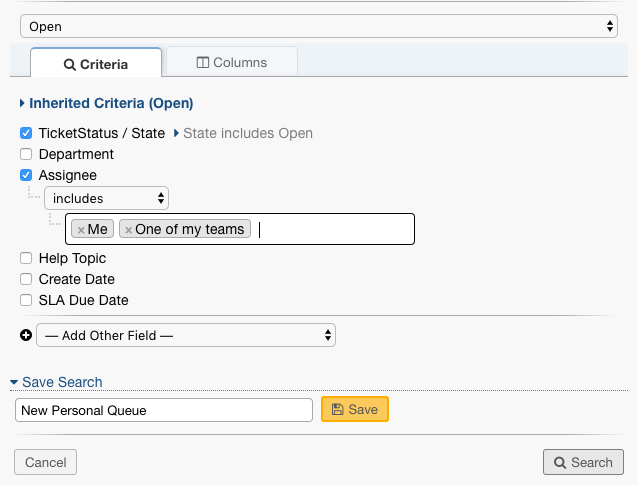 Open
Criteria Columns
Inherited Criteria (Open)
TicketStatus / State State includes Open
Department
Assignee
includes
× Me × One of my teams
Help Topic
Create Date
SLA Due Date
— Add Other Field —
Save Search
New Personal Queue Save
Cancel Search